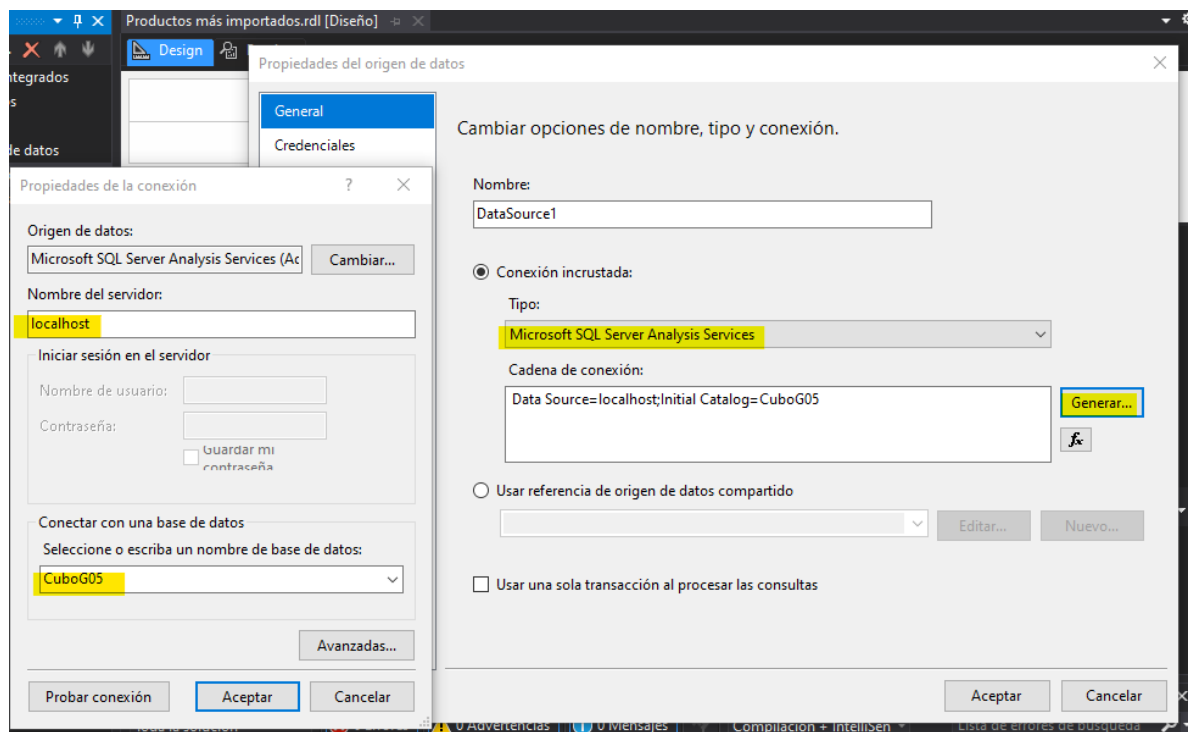 Productos más importados.rdl [Diseño]
Design
ntegrados
s
de datos
Propiedades del origen de datos
General
Credenciales
Cambiar opciones de nombre, tipo y conexión.
Nombre:
DataSource1
Conexión incrustada:
Tipo:
Microsoft SQL Server Analysis Services
Cadena de conexión:
Data Source=localhost;Initial Catalog=CuboG05
Generar...
fx
Usar referencia de origen de datos compartido
Editar...
Nuevo...
Usar una sola transacción al procesar las consultas
Aceptar
Cancelar
Propiedades de la conexión
?
Origen de datos:
Microsoft SQL Server Analysis Services (Ac
Cambiar...
Nombre del servidor:
localhost
Iniciar sesión en el servidor
Nombre de usuario:
Contraseña:
Guardar mi
contraseña
Conectar con una base de datos
Seleccione o escriba un nombre de base de datos:
CuboG05
Avanzadas...
Probar conexión
Aceptar
Cancelar
Toda la solución
0 Advertencias
0 Mensajes
Compilación + IntelliSen
Lista de errores de búsqueda